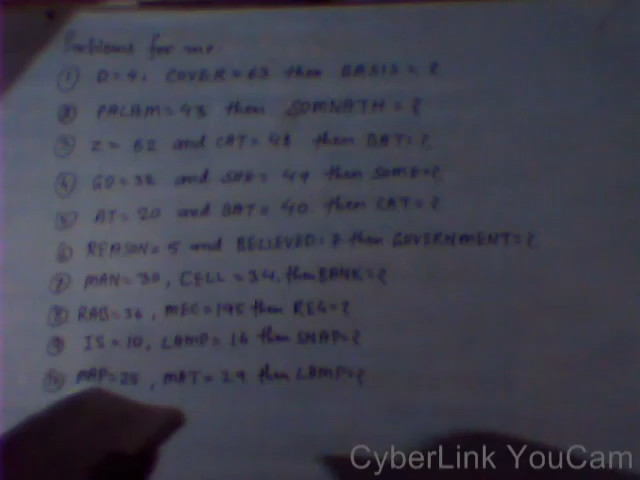 Problems for me
① D=4, COVER=63 then BASIS=?
② PALAM=43 then SOMNATH=?
③ Z=52 and CAT=48 then BAT=?
④ GO=32 and SHE=49 then SOME=?
⑤ AT=20 and BAT=40 then CAT=?
⑥ REASON=5 and BELIEVED=7 then GOVERNMENT=?
⑦ MAN=30, CELL=34, then BANK=?
⑧ RAB=36, MEC=195 then REG=?
⑨ IS=10, LAMP=16 then SNAP=?
⑩ MAP=25, MAT=29 then LAMP=?
CyberLink YouCam